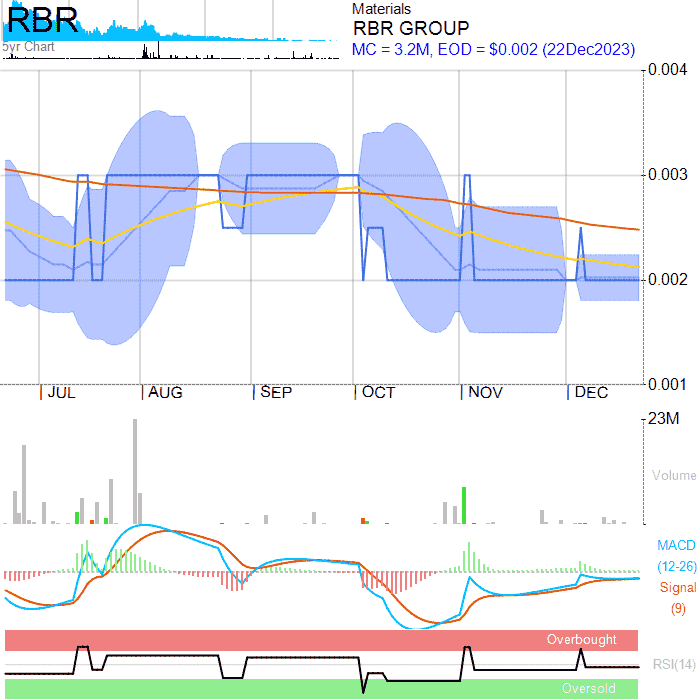 RBR
5yr Chart
Materials
RBR GROUP
MC = 3.2M, EOD = $0.002 (22Dec2023)
0.004
0.003
0.002
0.001
JUL AUG SEP OCT NOV DEC
23M
Volume
MACD
(12-26)
Signal
(9)
Overbought
RSI(14)
Oversold